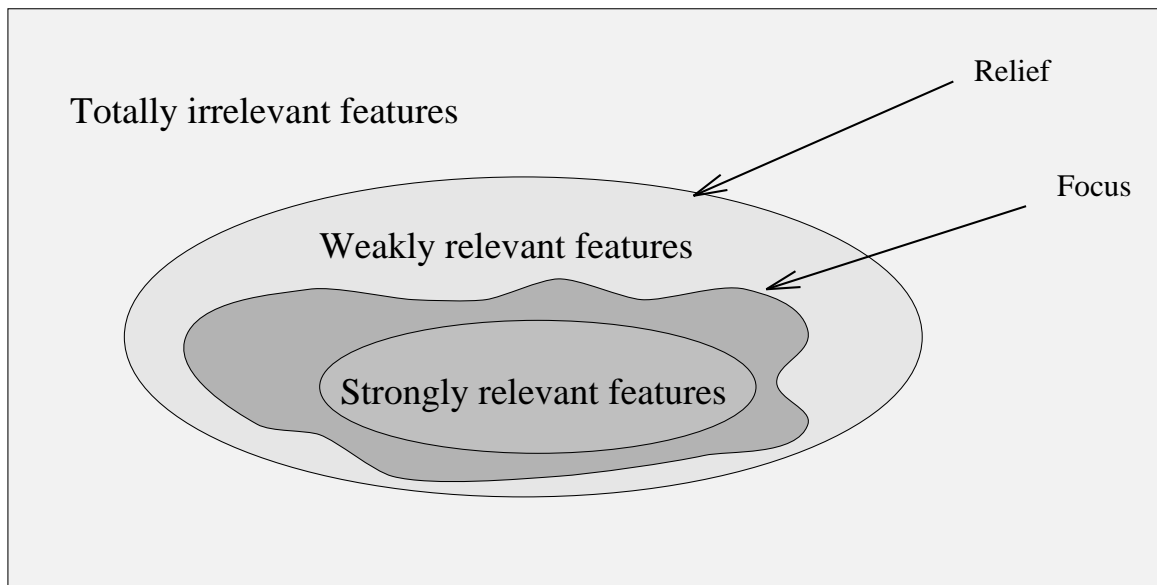 Relief
Totally irrelevant features
Focus
Weakly relevant features
Strongly relevant features